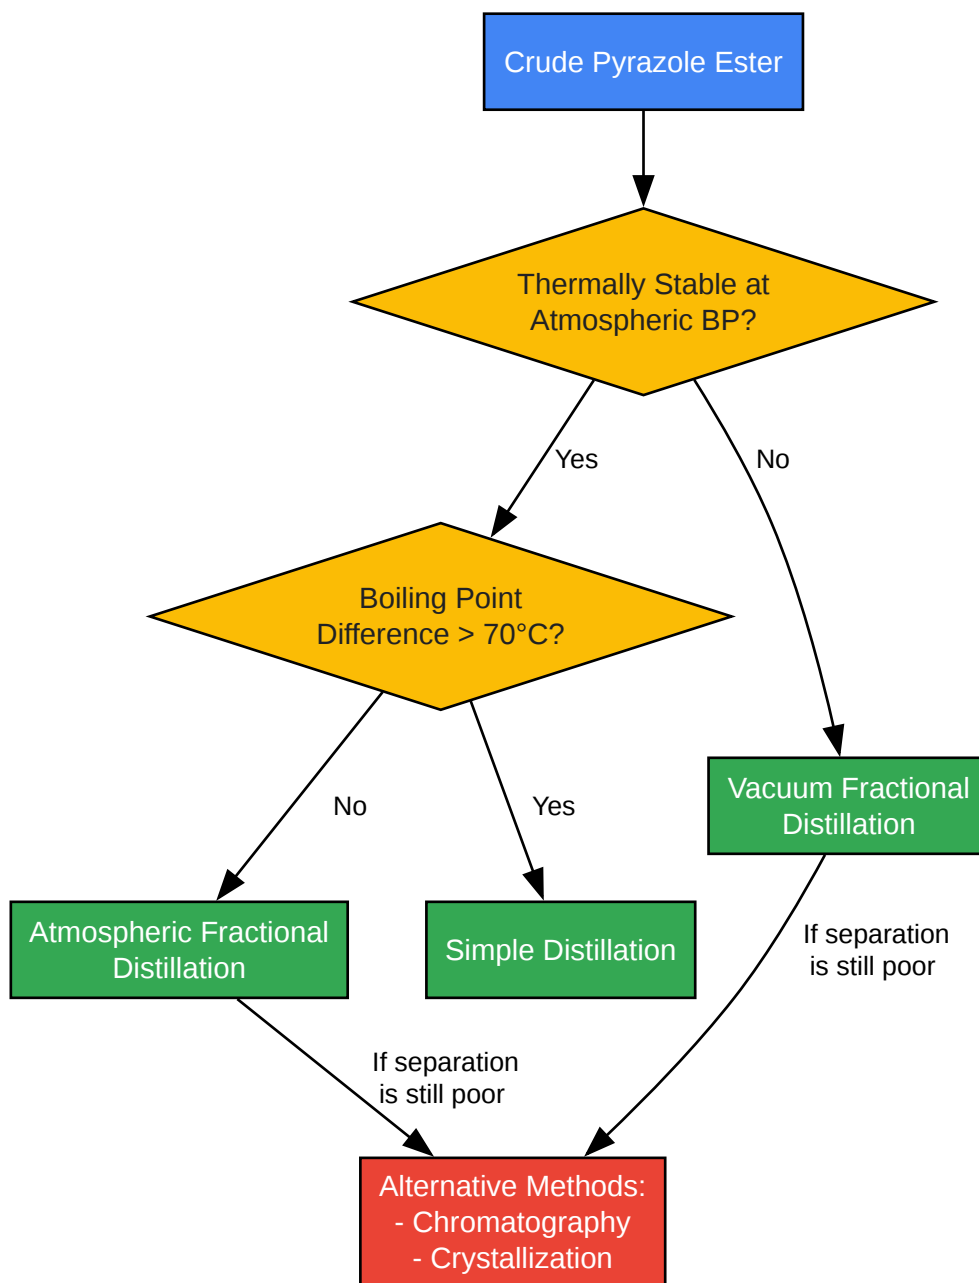 Crude Pyrazole Ester
Thermally Stable at
Atmospheric BP?
Yes
No
Boiling Point
Difference > 70°C?
No
Yes
Vacuum Fractional
Distillation
Atmospheric Fractional
Distillation
Simple Distillation
If separation
is still poor
If separation
is still poor
Alternative Methods:
- Chromatography
- Crystallization